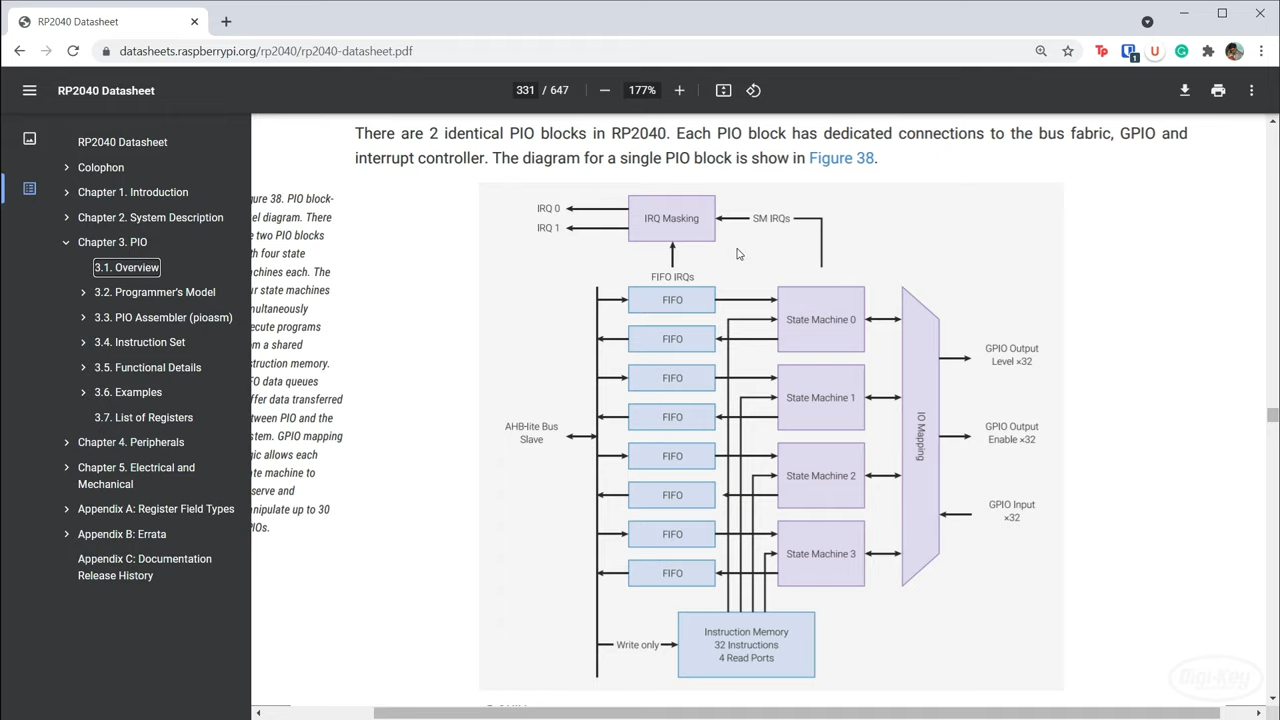 RP2040 Datasheet
datasheets.raspberrypi.org/rp2040/rp2040-datasheet.pdf
1
RP2040 Datasheet
331 / 647
177%
RP2040 Datasheet
Colophon
Chapter 1. Introduction
Chapter 2. System Description
Chapter 3. PIO
3.1. Overview
3.2. Programmer's Model
3.3. PIO Assembler (pioasm)
3.4. Instruction Set
3.5. Functional Details
3.6. Examples
3.7. List of Registers
Chapter 4. Peripherals
Chapter 5. Electrical and
Mechanical
Appendix A: Register Field Types
Appendix B: Errata
Appendix C: Documentation
Release History
There are 2 identical PIO blocks in RP2040. Each PIO block has dedicated connections to the bus fabric, GPIO and
interrupt controller. The diagram for a single PIO block is show in Figure 38.
ure 38. PIO block-
el diagram. There
e two PIO blocks
th four state
chines each. The
ur state machines
multaneously
ecute programs
m a shared
struction memory.
FO data queues
ffer data transferred
tween PIO and the
stem. GPIO mapping
gic allows each
ate machine to
serve and
anipulate up to 30
IOs.
IRQ 0
IRQ 1
IRQ Masking
SM IRQs
FIFO IRQs
FIFO
FIFO
FIFO
FIFO
FIFO
FIFO
FIFO
FIFO
State Machine 0
State Machine 1
State Machine 2
State Machine 3
AHB-lite Bus
Slave
IO Mapping
GPIO Output
Level ×32
GPIO Output
Enable ×32
GPIO Input
×32
Write only
Instruction Memory
32 Instructions
4 Read Ports
Digi-Key